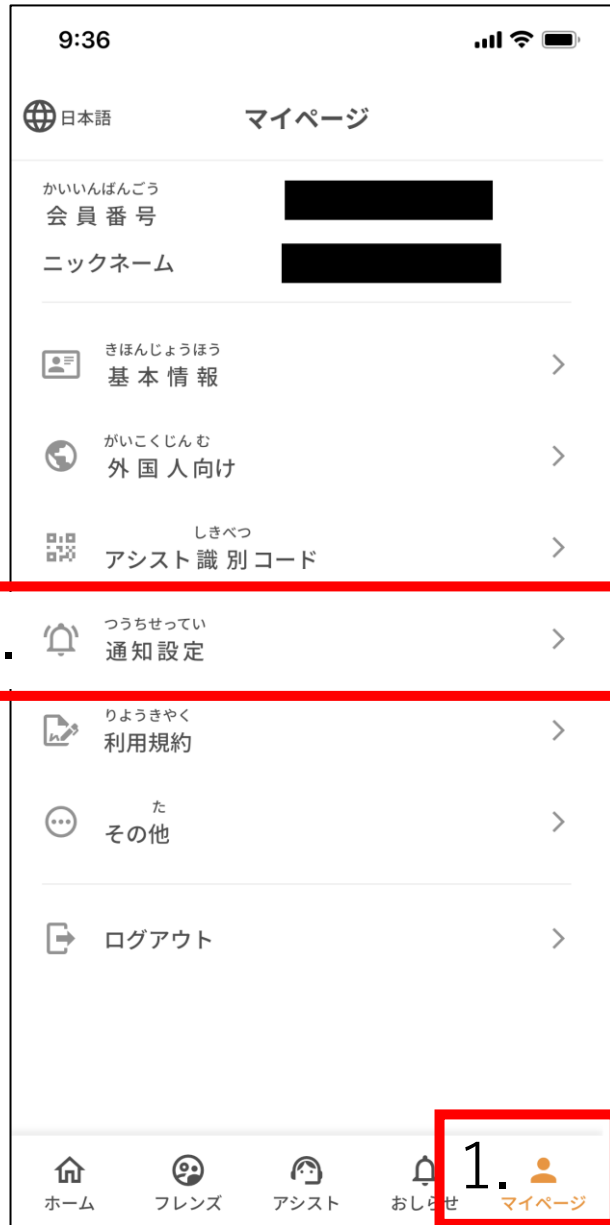 9:36
日本語
マイページ
かいいんばんごう
会員番号
ニックネーム
きほんじょうほう
基本情報
がいこくじんむ
外国人向け
しきべつ
アシスト識別コード
.
つうちせってい
通知設定
りようきやく
利用規約
た
その他
ログアウト
1.
ホーム
フレンズ
アシスト
おしらせ
マイページ